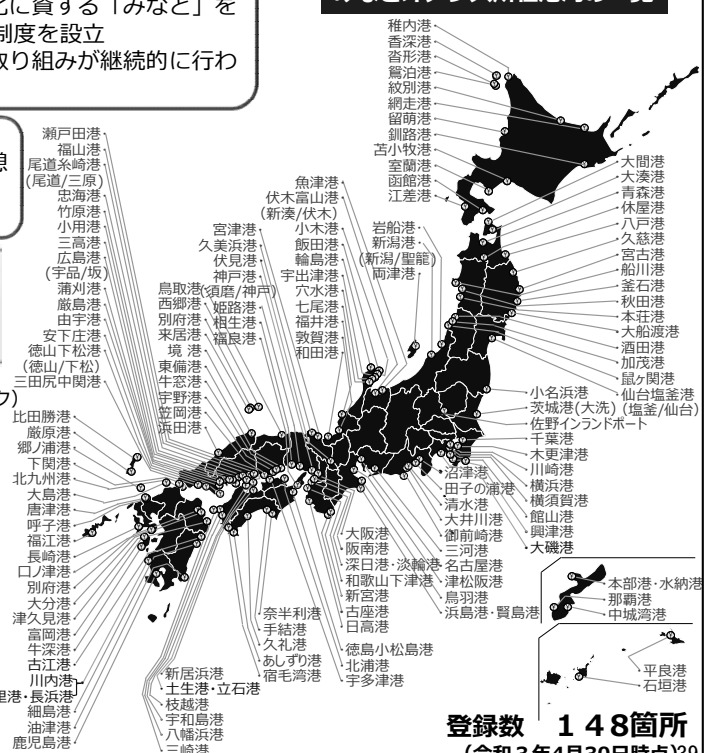 化に資する「みなと」を
制度を設立
取り組みが継続的に行わ
稚内港
香深港
沓形港
鴛泊港
紋別港
網走港
留萌港
釧路港
苫小牧港
室蘭港
函館港
江差港
瀬戸田港
福山港
尾道糸崎港
(尾道/三原)
忠海港
竹原港
小用港
三高港
広島港
(宇品/坂)
蒲刈港
厳島港
由宇港
安下庄港
徳山下松港
(徳山/下松)
三田尻中関港
鳥取港
西郷港
別府港
来居港
境 港
東備港
牛窓港
宇野港
笠岡港
浜田港
宮津港
久美浜港
伏見港
神戸港
(須磨/神戸)
姫路港
相生港
福良港
魚津港
伏木富山港
(新湊/伏木)
小木港
飯田港
輪島港
宇出津港
穴水港
七尾港
福井港
敦賀港
和田港
岩船港
新潟港
(新潟/聖籠)
両津港
大間港
大湊港
青森港
休屋港
八戸港
久慈港
宮古港
船川港
釜石港
秋田港
本荘港
大船渡港
酒田港
加茂港
鼠ヶ関港
仙台塩釜港
(塩釜/仙台)
小名浜港
茨城港(大洗)
佐野インランドポート
千葉港
木更津港
川崎港
横浜港
横須賀港
館山港
興津港
大磯港
比田勝港
厳原港
郷ノ浦港
下関港
北九州港
大島港
唐津港
呼子港
福江港
長崎港
口ノ津港
別府港
大分港
津久見港
富岡港
牛深港
古江港
川内港
里港・長浜港
細島港
油津港
鹿児島港
沼津港
田子の浦港
清水港
大井川港
御前崎港
三河港
名古屋港
津松阪港
鳥羽港
浜島港・賢島港
大阪港
阪南港
深日港・淡輪港
和歌山下津港
新宮港
古座港
日高港
徳島小松島港
北浦港
宇多津港
奈半利港
手結港
久礼港
あしずり港
宿毛湾港
新居浜港
土生港・立石港
枝越港
宇和島港
八幡浜港
三崎港
本部港・水納港
那覇港
中城湾港
平良港
石垣港
登録数 148箇所